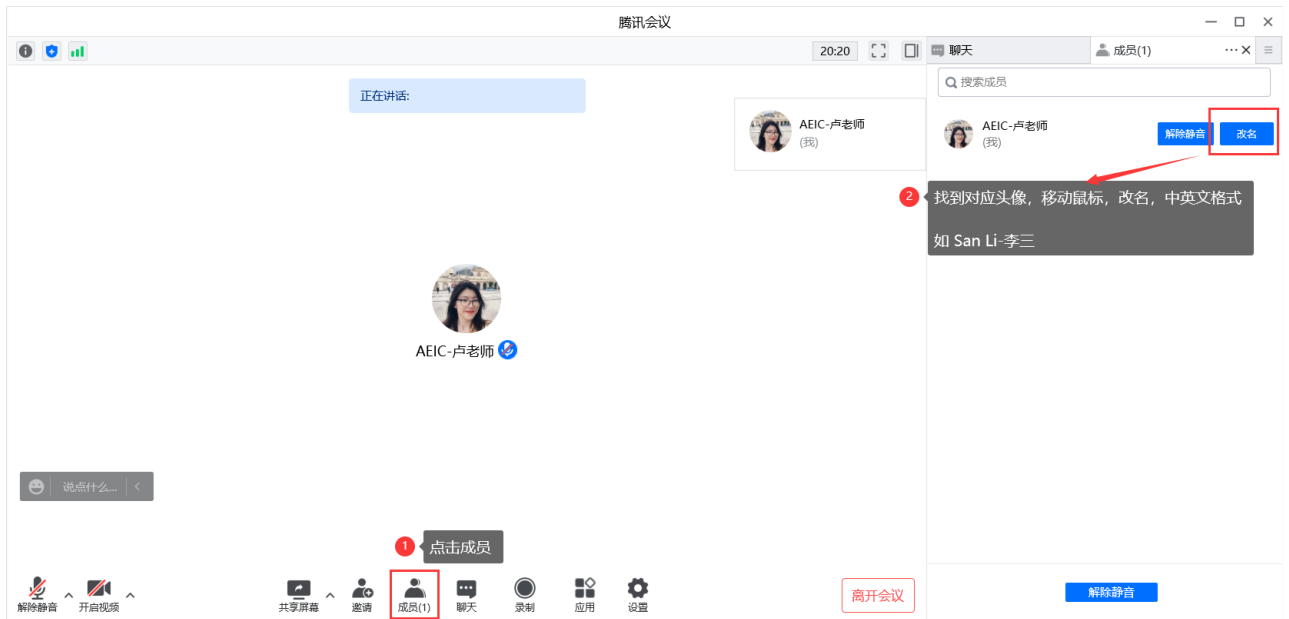 腾讯会议
20:20
聊天
成员(1)
正在讲话:
搜索成员
AEIC-卢老师
(我)
AEIC-卢老师
(我)
解除静音
改名
2
找到对应头像，移动鼠标，改名，中英文格式
如 San Li-李三
AEIC-卢老师
说点什么...
1
点击成员
解除静音
开启视频
共享屏幕
邀请
成员(1)
聊天
录制
应用
设置
离开会议
解除静音